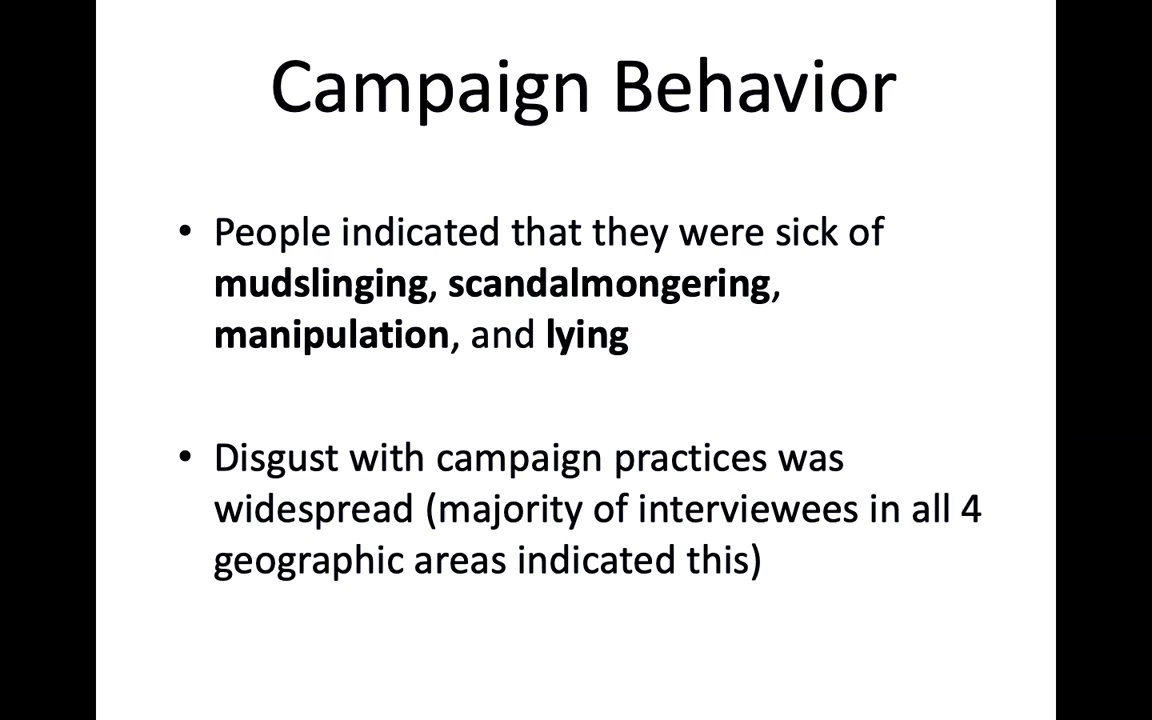 Campaign Behavior
• People indicated that they were sick of
mudslinging, scandalmongering,
manipulation, and lying
• Disgust with campaign practices was
widespread (majority of interviewees in all 4
geographic areas indicated this)